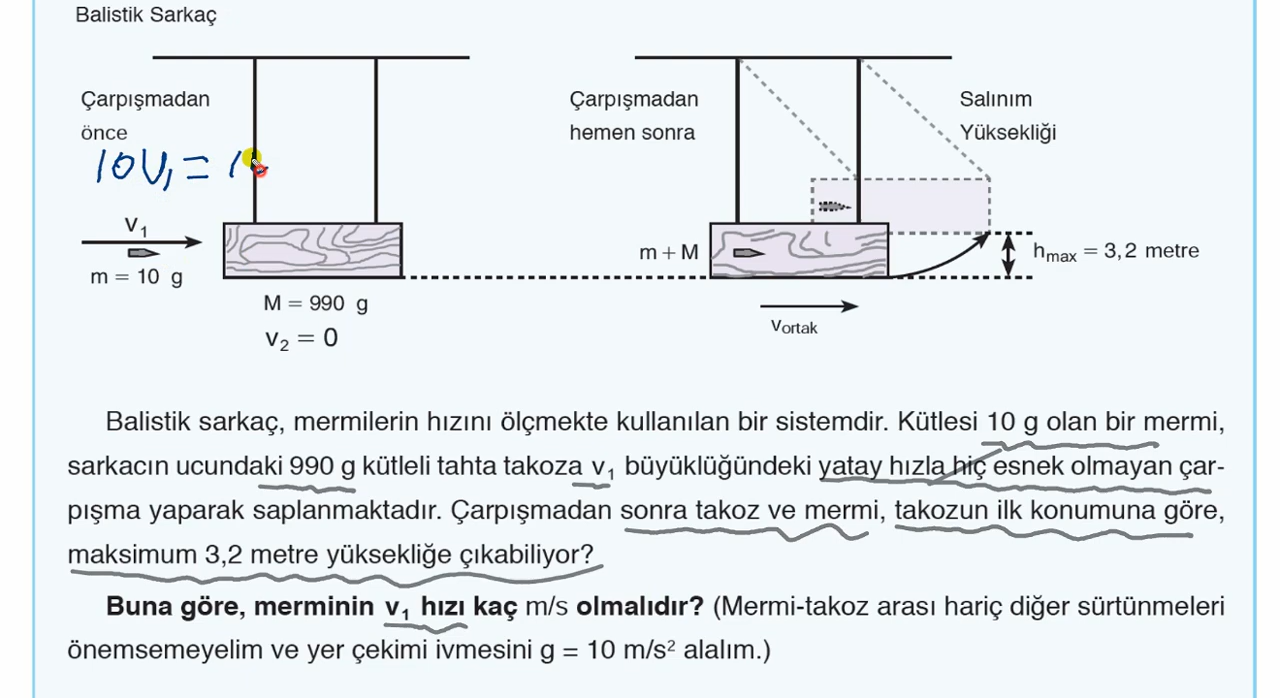 Balistik Sarkaç
Çarpışmadan
önce
10V₁ = 1
v₁
m = 10 g
M = 990 g
v₂ = 0
Çarpışmadan
hemen sonra
Salınım
Yüksekliği
m + M
hmax = 3,2 metre
vortak
Balistik sarkaç, mermilerin hızını ölçmekte kullanılan bir sistemdir. Kütlesi 10 g olan bir mermi,
sarkacın ucundaki 990 g kütleli tahta takoza v₁ büyüklüğündeki yatay hızla hiç esnek olmayan çar-
pışma yaparak saplanmaktadır. Çarpışmadan sonra takoz ve mermi, takozun ilk konumuna göre,
maksimum 3,2 metre yüksekliğe çıkabiliyor?
Buna göre, merminin v₁ hızı kaç m/s olmalıdır? (Mermi-takoz arası hariç diğer sürtünmeleri
önemsemeyelim ve yer çekimi ivmesini g = 10 m/s² alalım.)